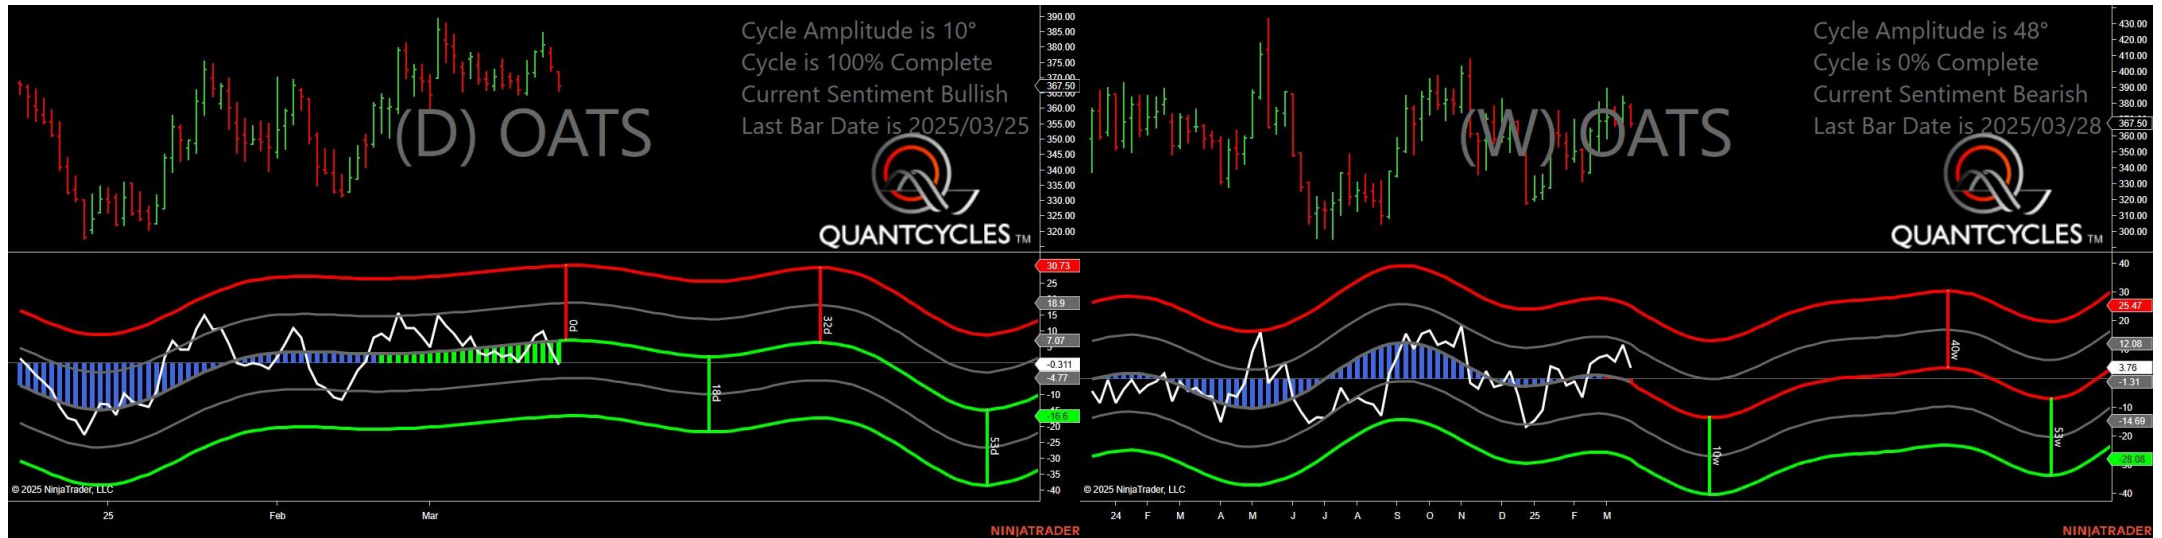 Cycle Amplitude is 10°
Cycle is 100% Complete
Current Sentiment Bullish
Last Bar Date is 2025/03/25
(D) OATS
QUANTCYCLES TM
390.00
385.00
380.00
375.00
370.00
367.50
365.00
360.00
355.00
350.00
345.00
340.00
335.00
330.00
325.00
320.00
30.73
25
18.9
15
10
7.07
-0.311
-4.77
-10
-16.6
-20
-25
-30
-35
-40
0d
18d
32d
53d
© 2025 NinjaTrader, LLC
25
Feb
Mar
NINJATRADER
Cycle Amplitude is 48°
Cycle is 0% Complete
Current Sentiment Bearish
Last Bar Date is 2025/03/28
(W) OATS
QUANTCYCLES TM
430.00
420.00
410.00
400.00
390.00
380.00
367.50
360.00
350.00
340.00
330.00
320.00
310.00
300.00
40
30
25.47
20
12.08
3.76
-1.31
-10
-14.69
-20
-28.08
-40
10w
40w
53w
© 2025 NinjaTrader, LLC
24
F
M
A
M
J
J
A
S
O
N
D
25
F
M
NINJATRADER